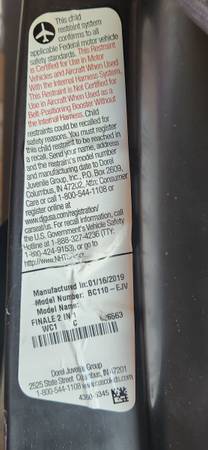 This child
restraint system
conforms to all
applicable Federal motor vehicle
safety standards. This Restraint
is Certified for Use in Motor
Vehicles and Aircraft When Used
With the Internal Harness System.
This Restraint is Not Certified for
Use in Aircraft When Used as a
Belt-Positioning Booster Without
the Internal Harness. Child
restraints could be recalled for
safety reasons. You must register
this child restraint to be reached in
a recall. Send your name, address
and the restraint's model number
and manufacturing date to Dorel
Juvenile Group, Inc., P.O. Box 2609,
Columbus, IN 47202, Attn: Consumer
Care or call 1-800-544-1108 or
register online at
www.djgusa.com/registration/
carseat/us. For recall information, call
the U.S. Government's Vehicle Safety
Hotline at 1-888-327-4236 (TTY:
1-800-424-9153), or go to
http://www.NHTSA
Manufactured In: 01/16/2019
Model Number: BC110-EJV
Model Name:
FINALE 2 IN 1
6563
WC1 C
Dorel Juvenile Group
2525 State Street Columbus, IN 47201
1-800-544-1108
4360